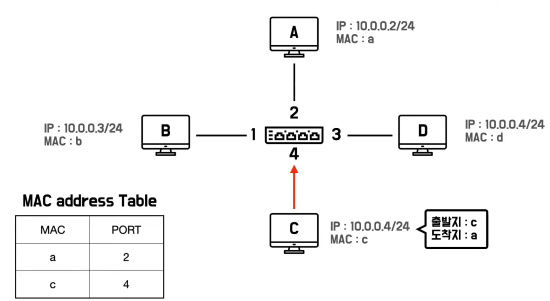 A
IP : 10.0.0.2/24
MAC : a
2
IP : 10.0.0.3/24
MAC : b
B
1
3
D
IP : 10.0.0.4/24
MAC : d
4
MAC address Table
MAC PORT
a 2
c 4
C
IP : 10.0.0.4/24
MAC : c
출발지 : c
도착지 : a